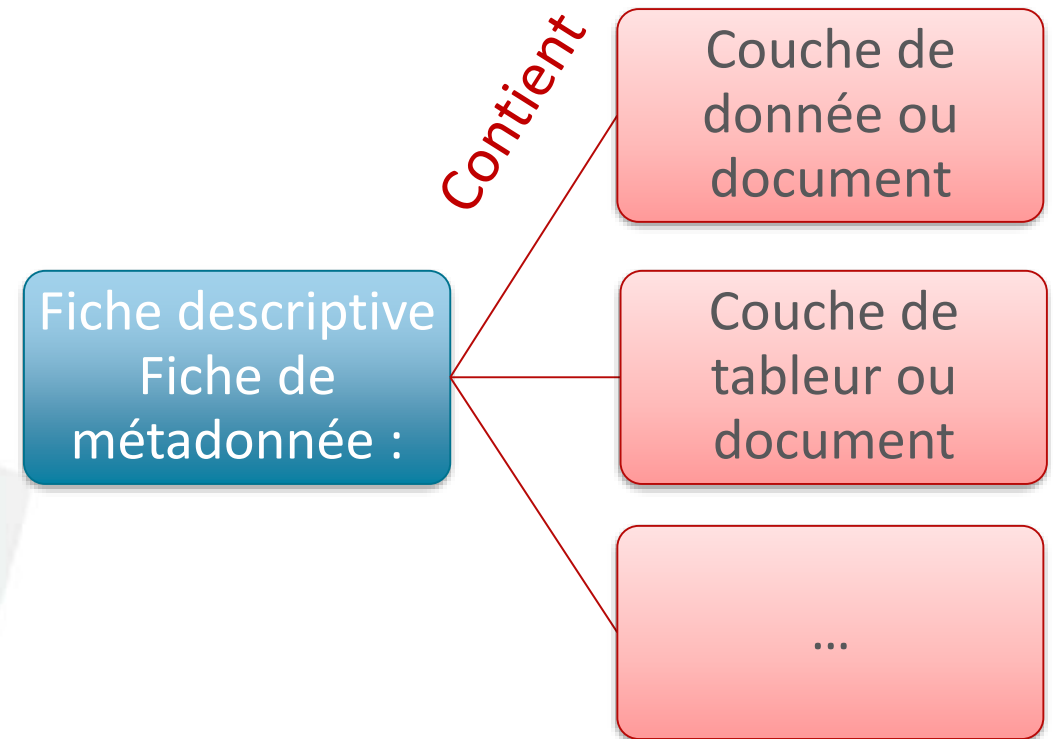 Contient
Couche de
donnée ou
document
Fiche descriptive
Fiche de
métadonnée :
Couche de
tableur ou
document
...